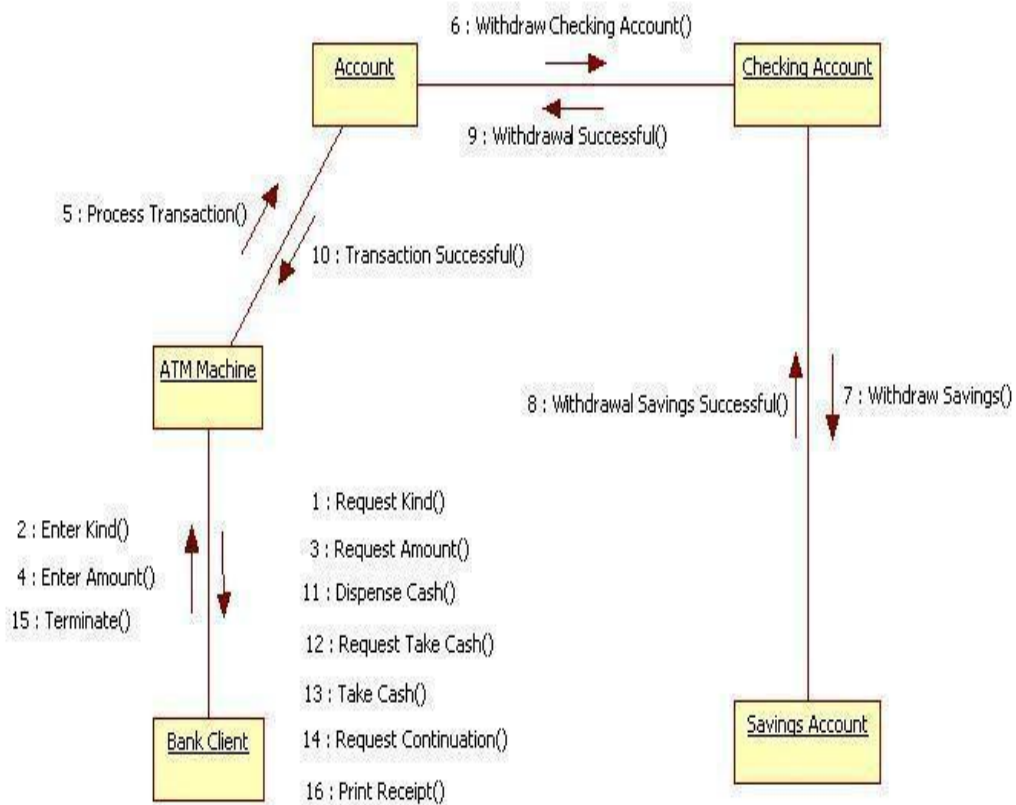 6 : Withdraw Checking Account()
Account
Checking Account
9 : Withdrawal Successful()
5 : Process Transaction()
10 : Transaction Successful()
ATM Machine
8 : Withdrawal Savings Successful()
7 : Withdraw Savings()
2 : Enter Kind()
4 : Enter Amount()
15 : Terminate()
1 : Request Kind()
3 : Request Amount()
11 : Dispense Cash()
12 : Request Take Cash()
13 : Take Cash()
14 : Request Continuation()
16 : Print Receipt()
Bank Client
Savings Account